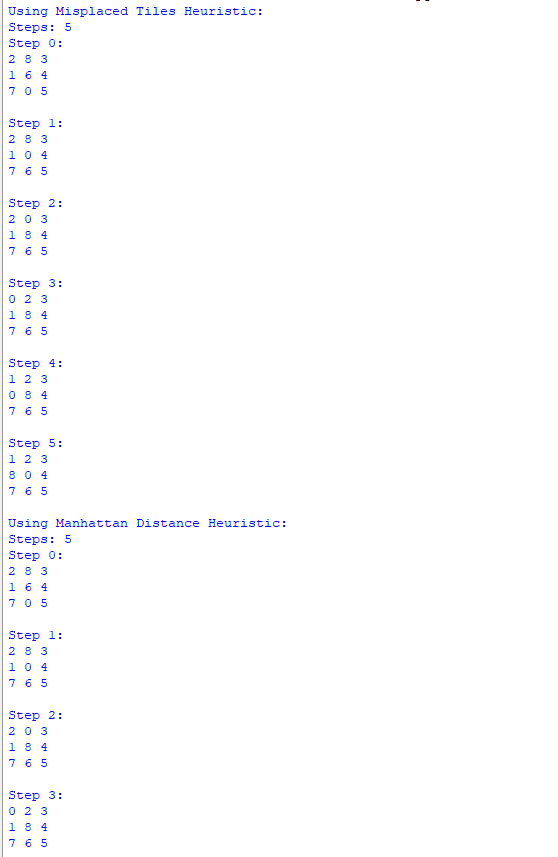 Using Misplaced Tiles Heuristic:
Steps: 5
Step 0:
2 8 3
1 6 4
7 0 5
Step 1:
2 8 3
1 0 4
7 6 5
Step 2:
2 0 3
1 8 4
7 6 5
Step 3:
0 2 3
1 8 4
7 6 5
Step 4:
1 2 3
0 8 4
7 6 5
Step 5:
1 2 3
8 0 4
7 6 5
Using Manhattan Distance Heuristic:
Steps: 5
Step 0:
2 8 3
1 6 4
7 0 5
Step 1:
2 8 3
1 0 4
7 6 5
Step 2:
2 0 3
1 8 4
7 6 5
Step 3:
0 2 3
1 8 4
7 6 5